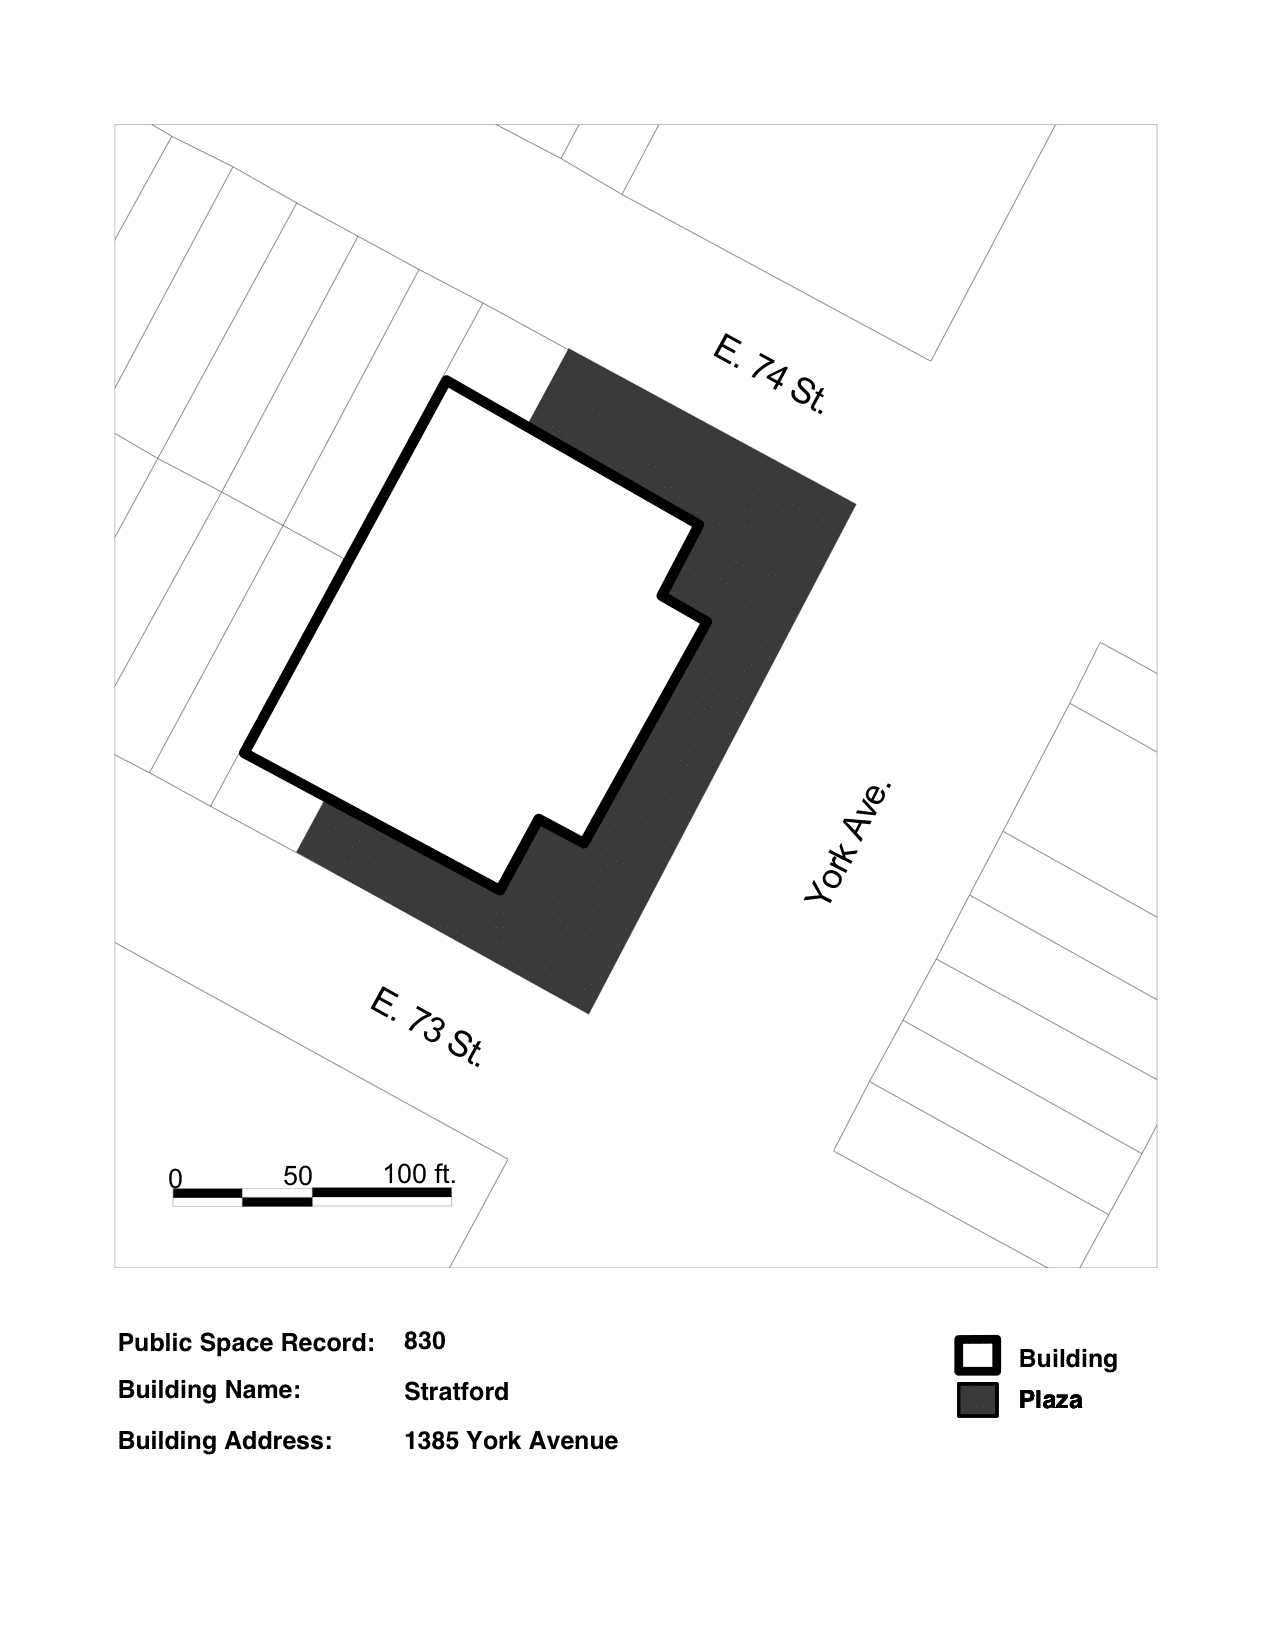 E. 74 St.
York Ave.
E. 73 St.
0 50 100 ft.
Public Space Record: 830
Building Name: Stratford
Building Address: 1385 York Avenue
Building
Plaza